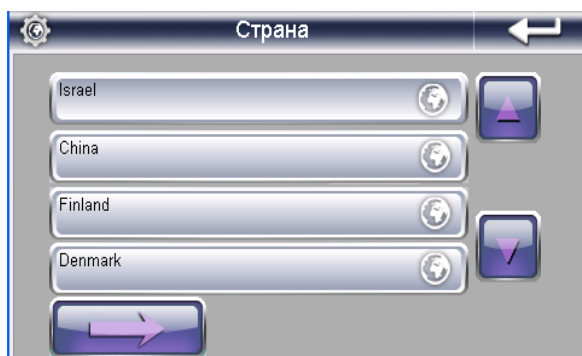 Страна
Israel
China
Finland
Denmark